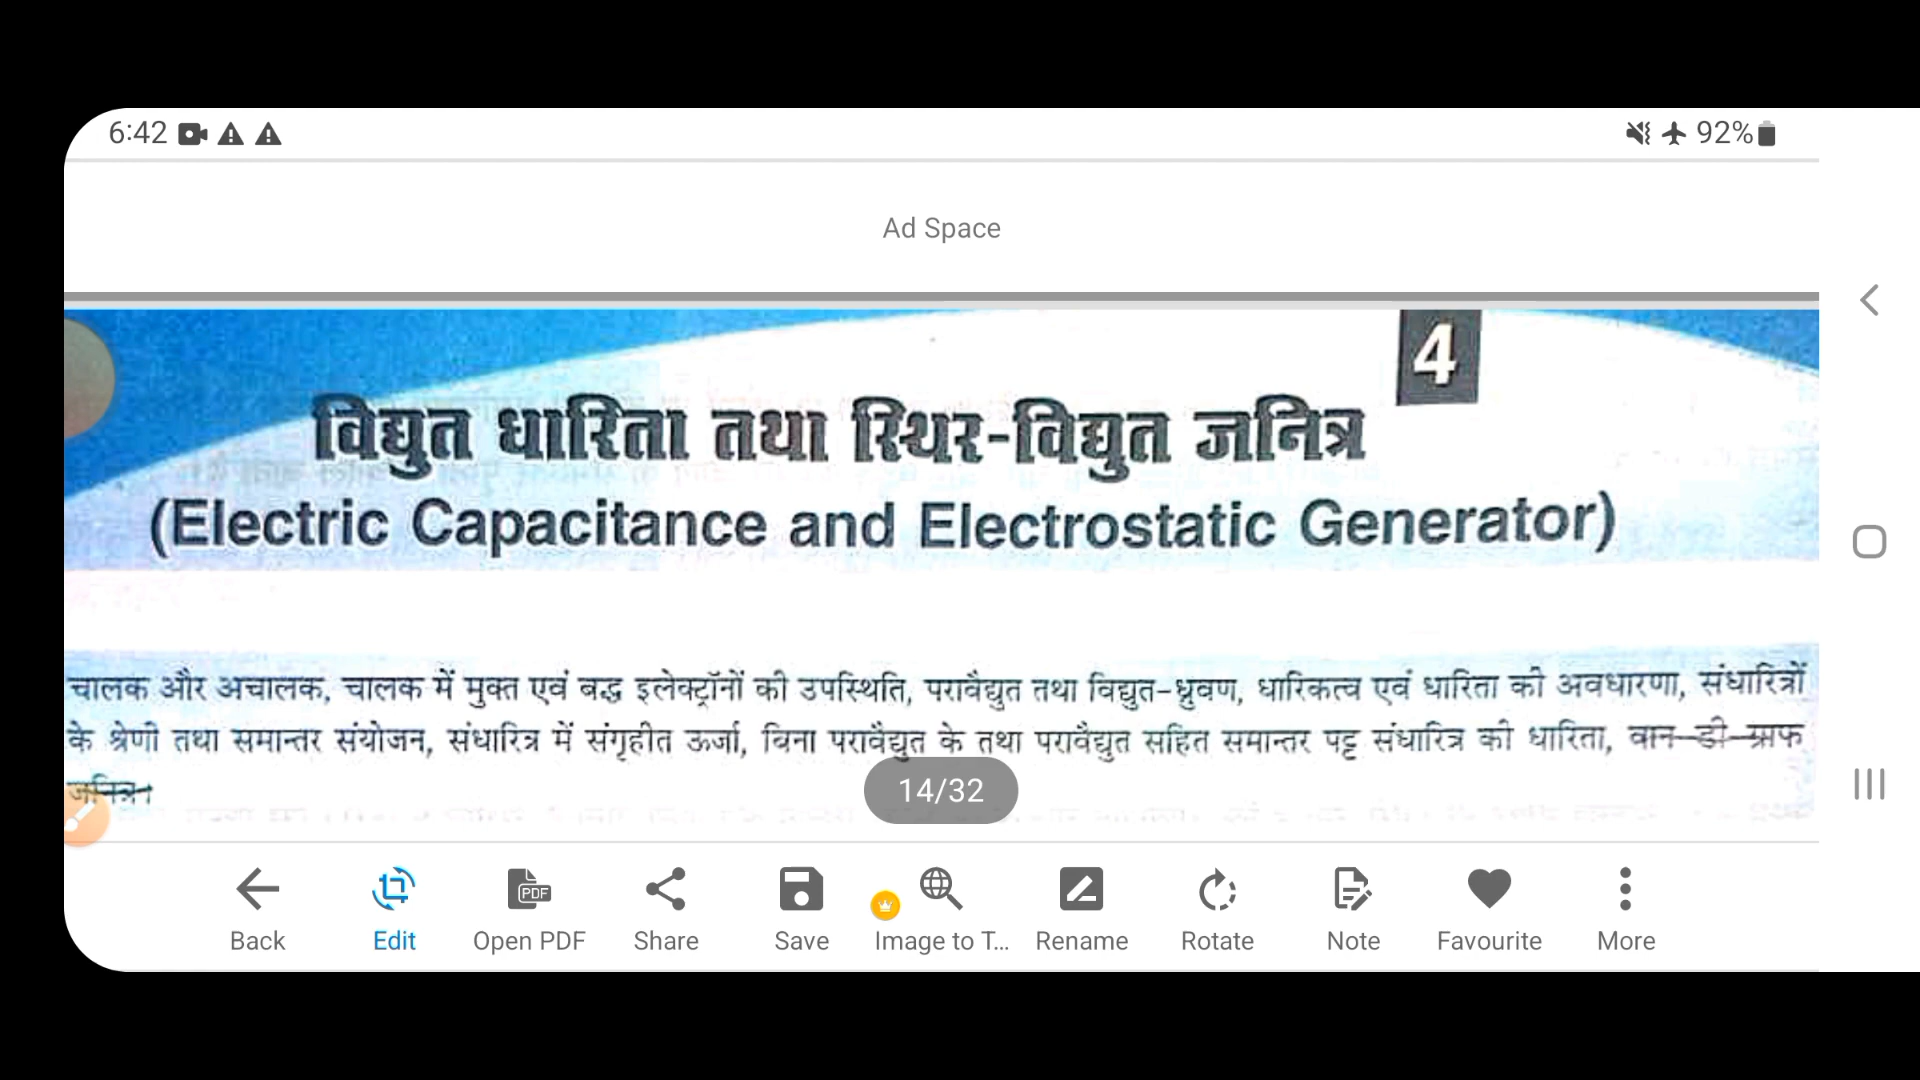 6:42
92%
Ad Space
4
विद्युत धारिता तथा स्थिर-विद्युत जनित्र
(Electric Capacitance and Electrostatic Generator)
चालक और अचालक, चालक में मुक्त एवं बद्ध इलेक्ट्रॉनों की उपस्थिति, परावैद्युत तथा विद्युत-ध्रुवण, धारिकत्व एवं धारिता की अवधारणा, संधारित्रों
के श्रेणी तथा समान्तर संयोजन, संधारित्र में संगृहीत ऊर्जा, बिना परावैद्युत के तथा परावैद्युत सहित समान्तर पट्ट संधारित्र की धारिता, वान डी ग्राफ
जनित्र।
14/32
Back
Edit
PDF
Open PDF
Share
Save
Image to T...
Rename
Rotate
Note
Favourite
More